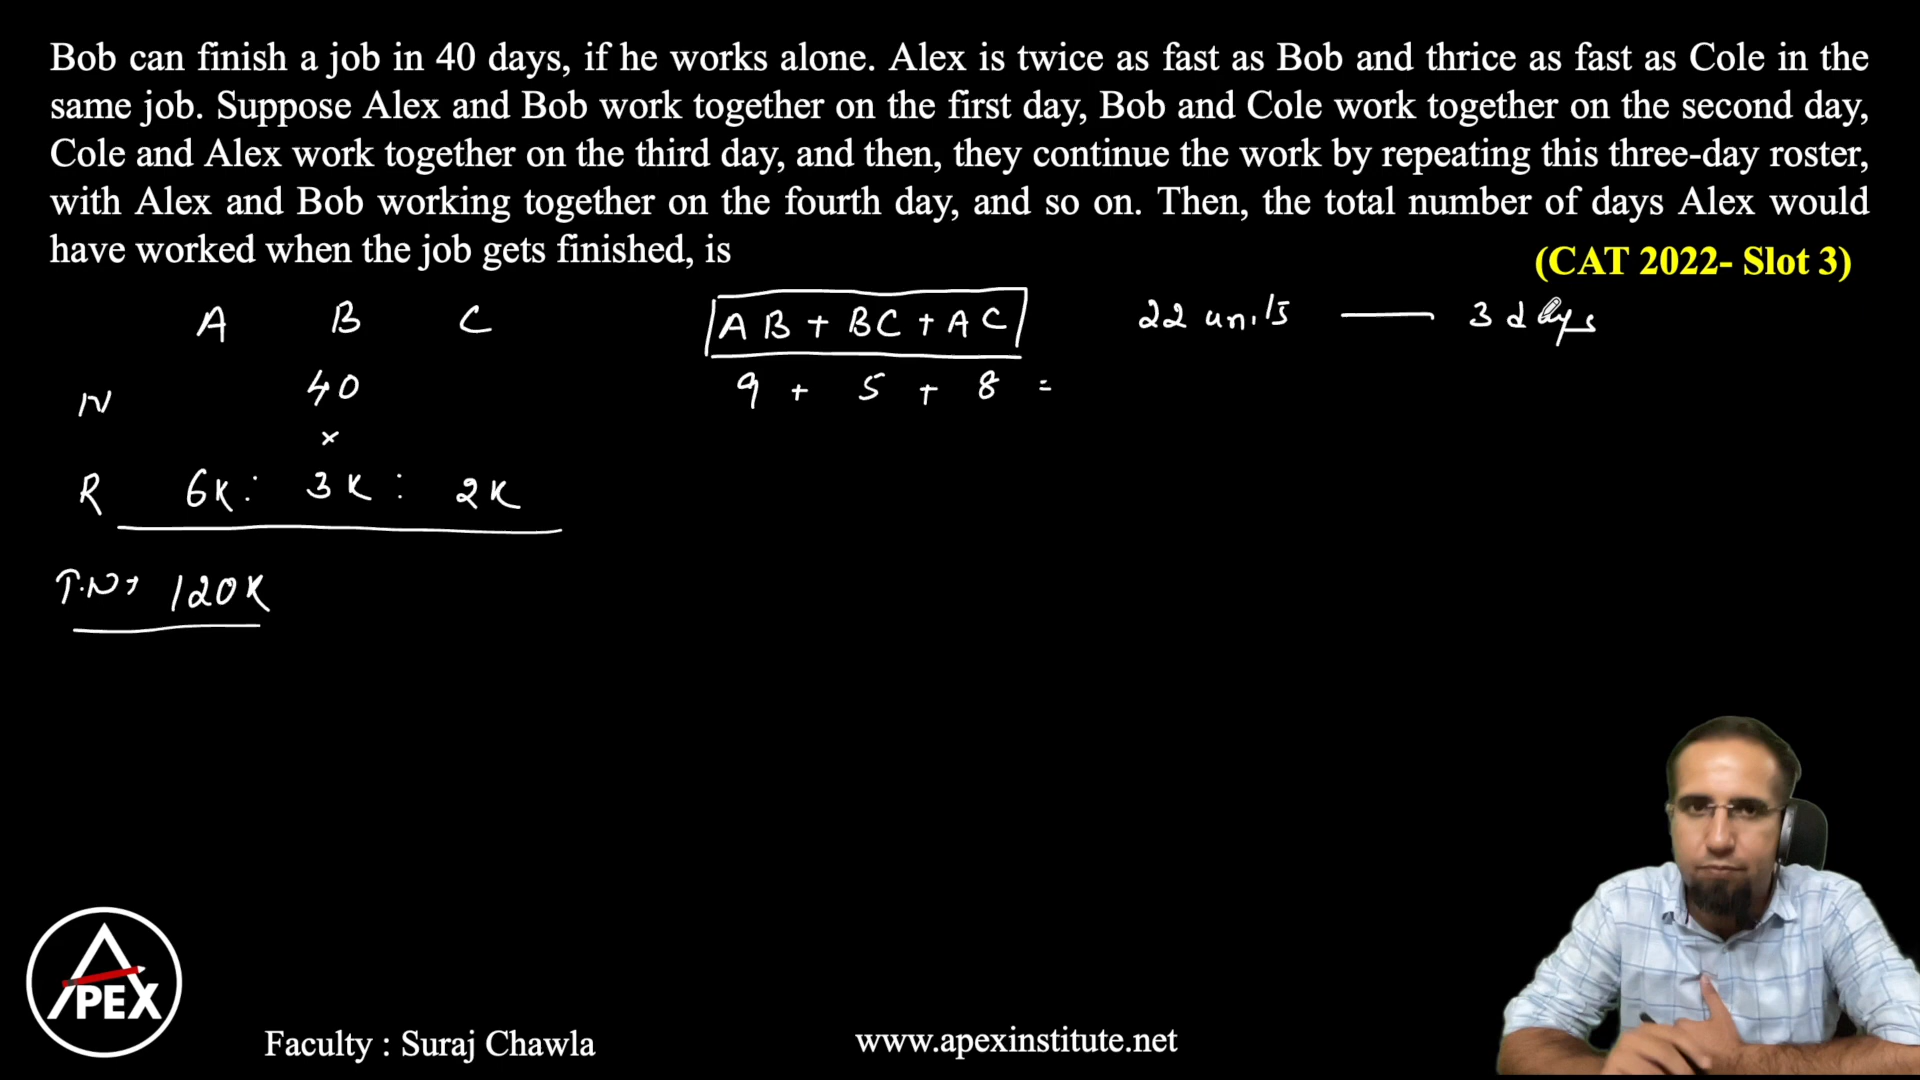 Bob can finish a job in 40 days, if he works alone. Alex is twice as fast as Bob and thrice as fast as Cole in the
same job. Suppose Alex and Bob work together on the first day, Bob and Cole work together on the second day,
Cole and Alex work together on the third day, and then, they continue the work by repeating this three-day roster,
with Alex and Bob working together on the fourth day, and so on. Then, the total number of days Alex would
have worked when the job gets finished, is
(CAT 2022- Slot 3)
A B C
AB + BC + AC
22 units — 3 days
N 40
9 + 5 + 8 =
×
R 6K : 3K : 2K
T.W → 120K
APEX
Faculty : Suraj Chawla
www.apexinstitute.net